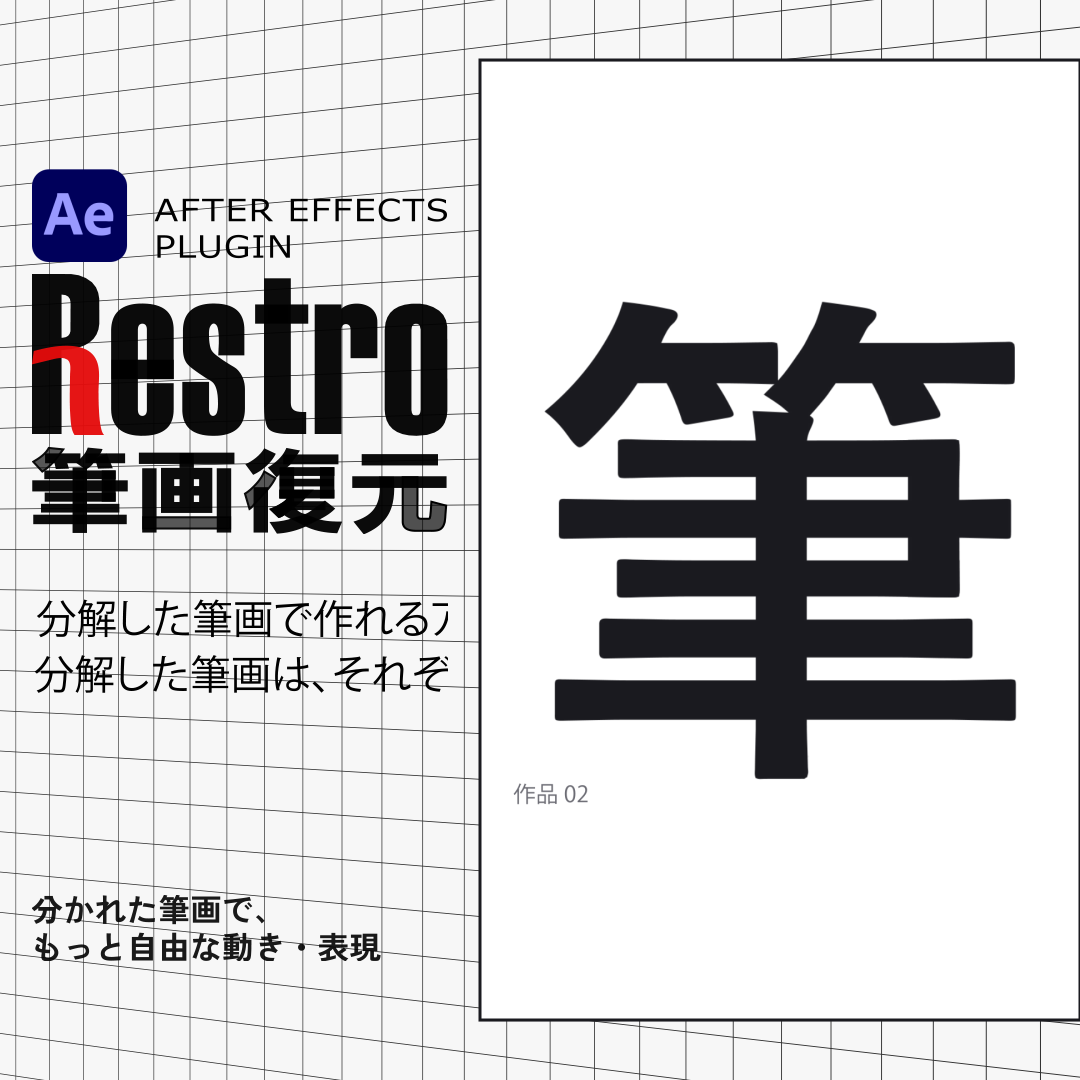 Ae
AFTER EFFECTS
PLUGIN
Restro
筆画復元
分解した筆画で作れる
分解した筆画は、それぞ
分かれた筆画で、
もっと自由な動き・表現
筆
作品 02